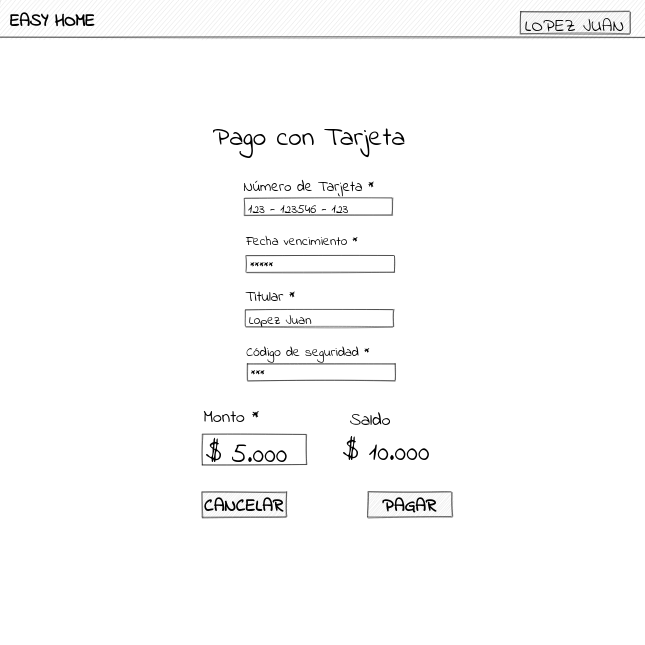 EASY HOME
LOPEZ JUAN
Pago con Tarjeta
Número de Tarjeta *
123 - 123546 - 123
Fecha vencimiento *
*****
Titular *
Lopez Juan
Código de seguridad *
***
Monto * Saldo
$ 5.000 $ 10.000
CANCELAR PAGAR